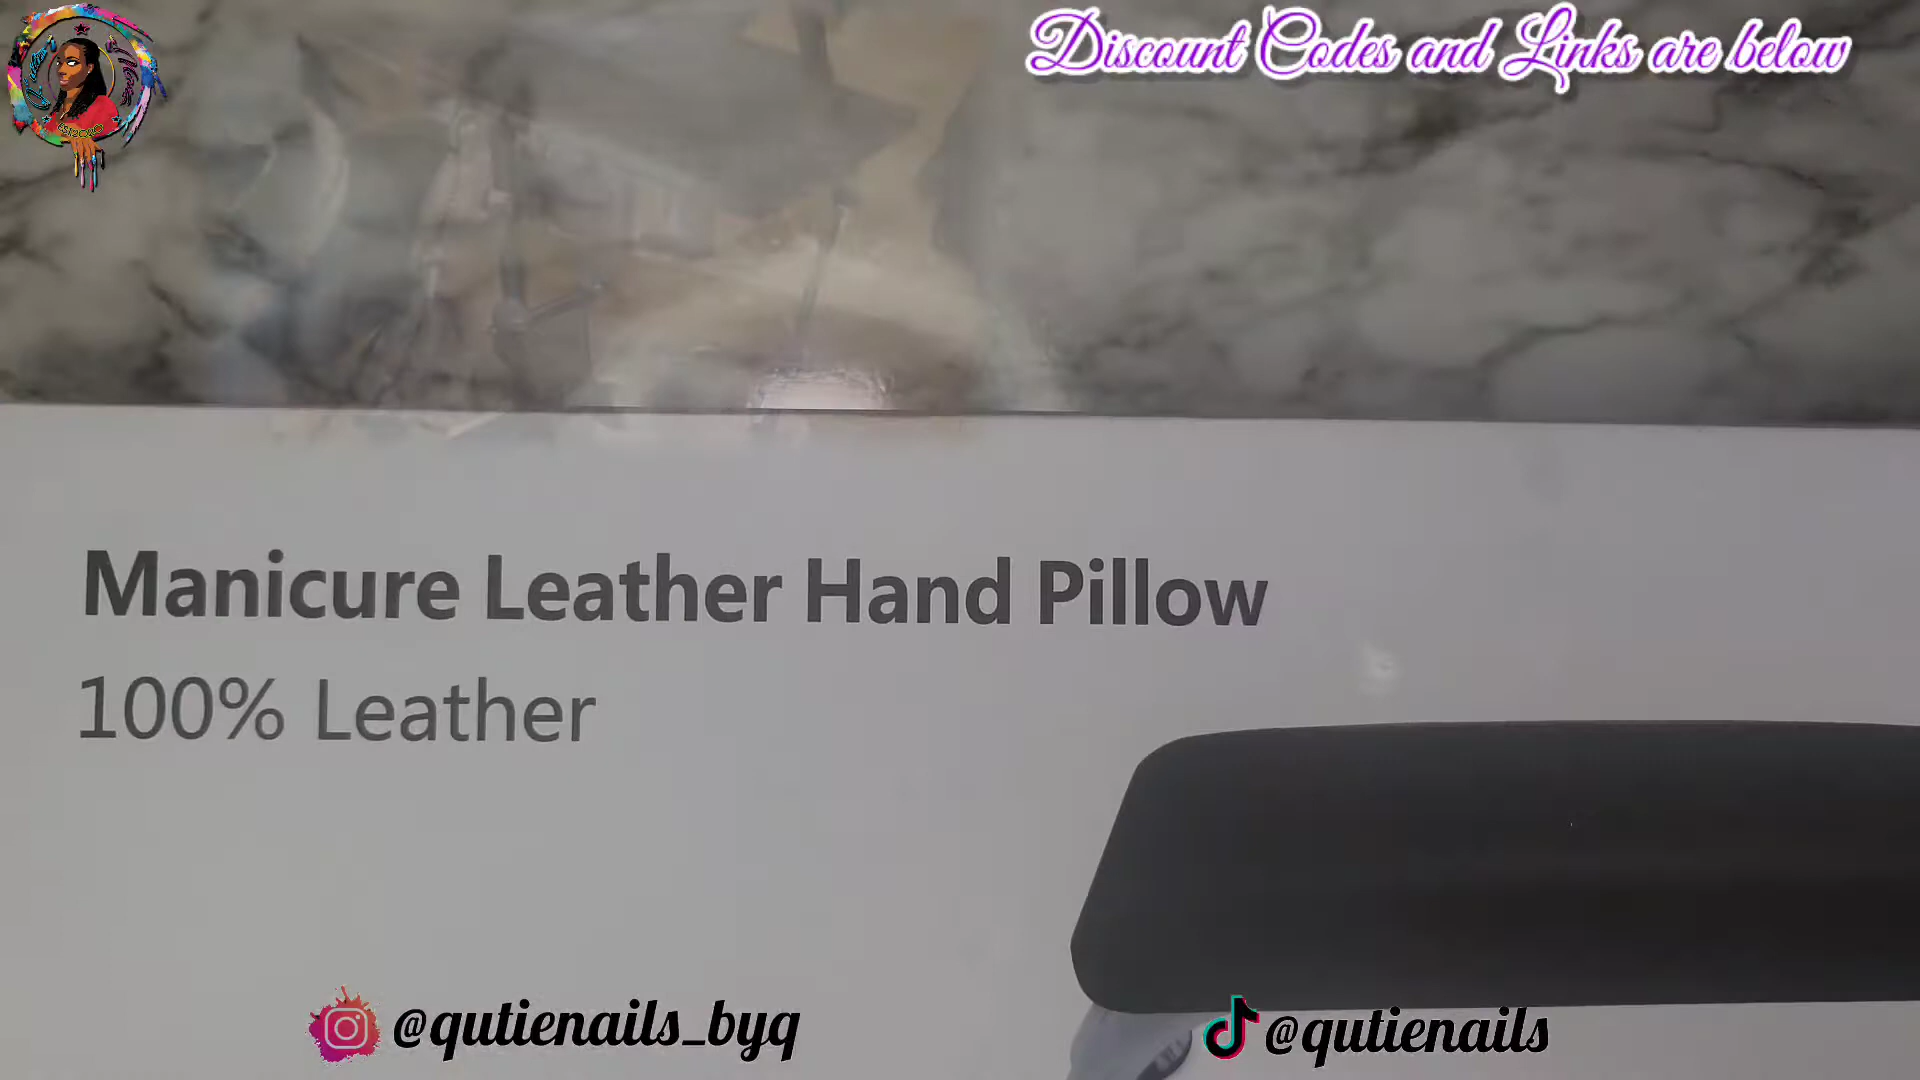 Discount Codes and Links are below
Manicure Leather Hand Pillow
100% Leather
@qutienails_byq
@qutienails